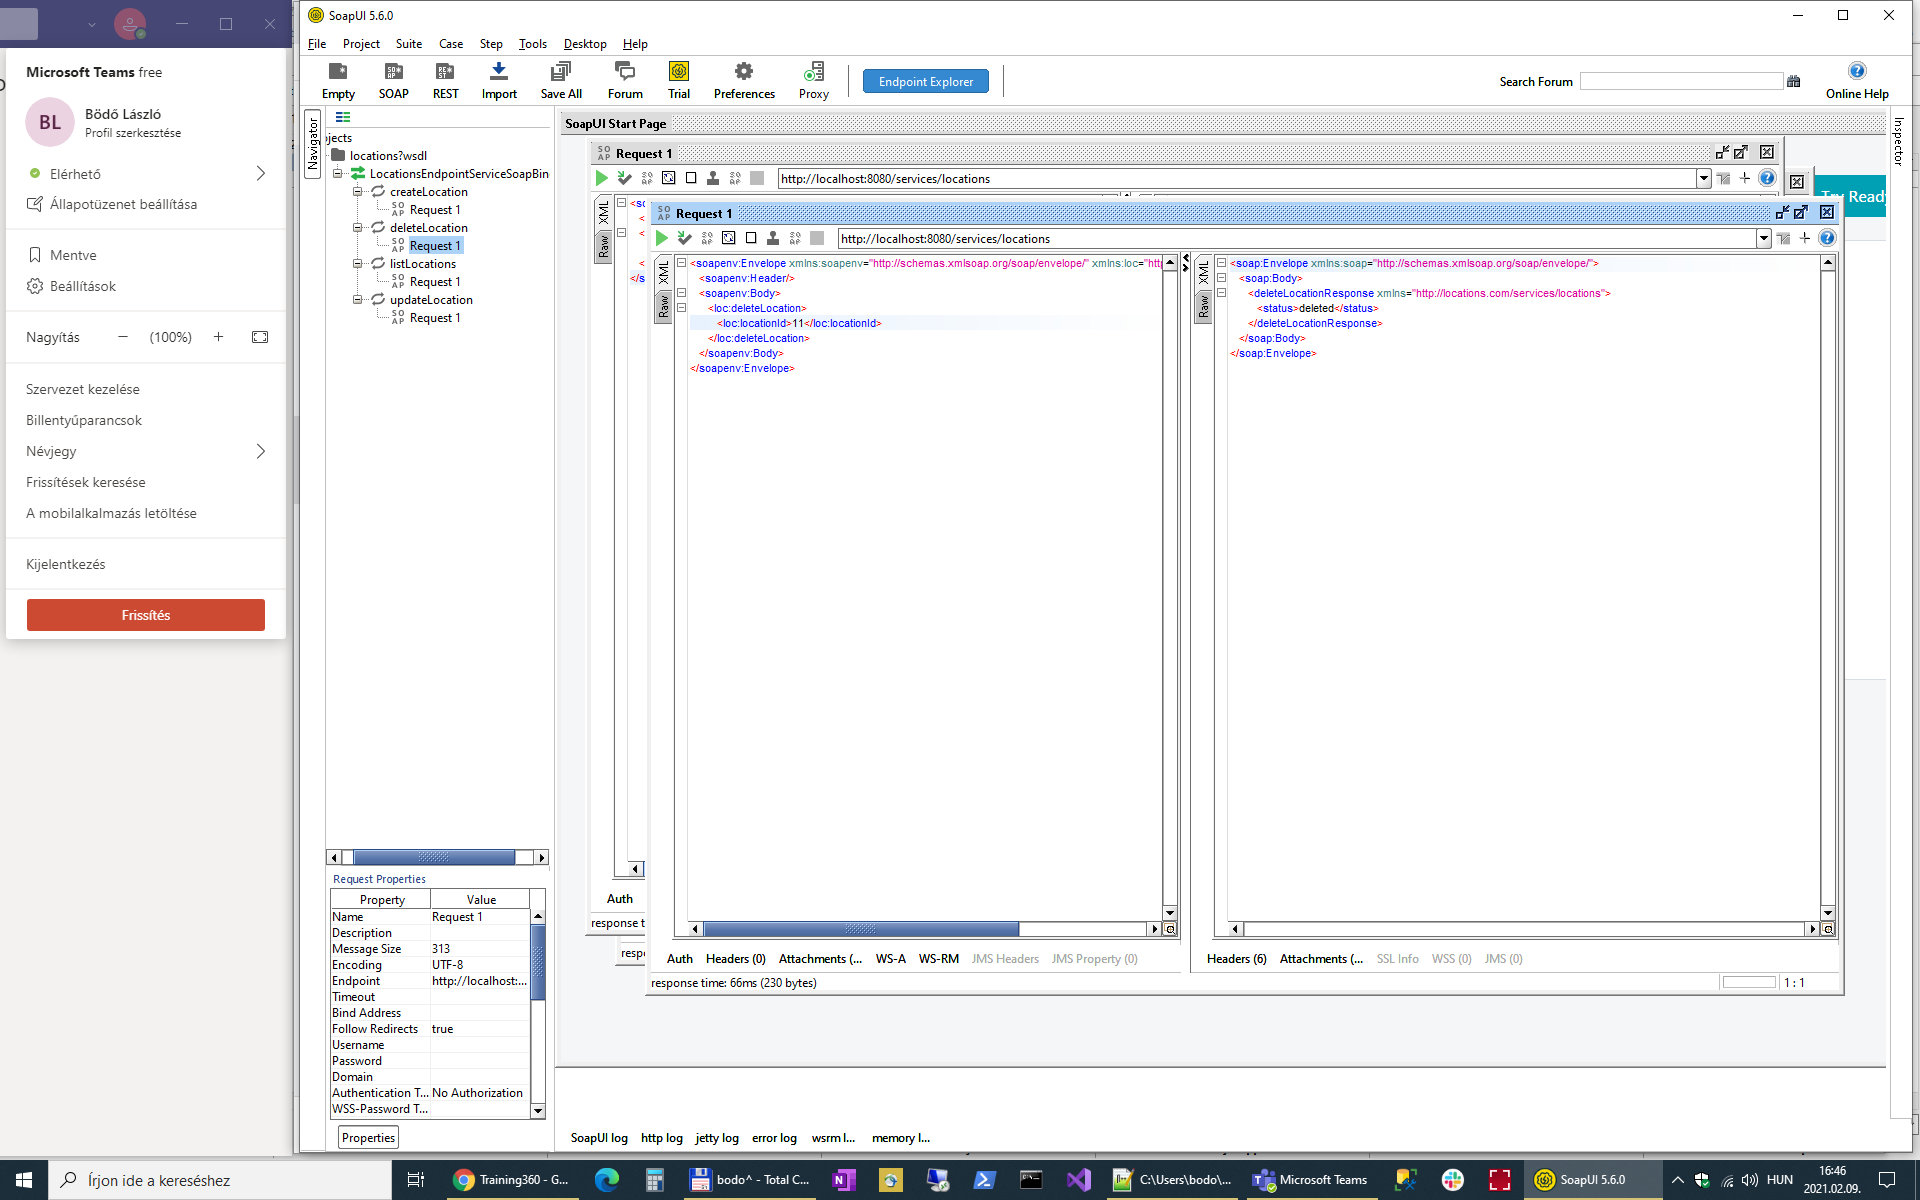 Microsoft Teams free
BL
Bödő László
Profil szerkesztése
Elérhető
Állapotüzenet beállítása
Mentve
Beállítások
Nagyítás
(100%)
Szervezet kezelése
Billentyűparancsok
Névjegy
Frissítések keresése
A mobilalkalmazás letöltése
Kijelentkezés
Frissítés
SoapUI 5.6.0
File Project Suite Case Step Tools Desktop Help
Empty SOAP REST Import Save All Forum Trial Preferences Proxy
Endpoint Explorer
Search Forum
Online Help
Navigator
Inspector
jects
locations?wsdl
LocationsEndpointServiceSoapBin
createLocation
Request 1
deleteLocation
Request 1
listLocations
Request 1
updateLocation
Request 1
Request Properties
Property Value
Name Request 1
Description
Message Size 313
Encoding UTF-8
Endpoint http://localhost:...
Timeout
Bind Address
Follow Redirects true
Username
Password
Domain
Authentication T... No Authorization
WSS-Password T...
Properties
SoapUI Start Page
Request 1
http://localhost:8080/services/locations
XML
Raw
Try Ready
Auth
response t
resp
Request 1
http://localhost:8080/services/locations
XML
Raw
<soapenv:Envelope xmlns:soapenv="http://schemas.xmlsoap.org/soap/envelope/" xmlns:loc="http
<soapenv:Header/>
<soapenv:Body>
<loc:deleteLocation>
<loc:locationId>11</loc:locationId>
</loc:deleteLocation>
</soapenv:Body>
</soapenv:Envelope>
XML
Raw
<soap:Envelope xmlns:soap="http://schemas.xmlsoap.org/soap/envelope/">
<soap:Body>
<deleteLocationResponse xmlns="http://locations.com/services/locations">
<status>deleted</status>
</deleteLocationResponse>
</soap:Body>
</soap:Envelope>
Auth Headers (0) Attachments (... WS-A WS-RM JMS Headers JMS Property (0)
Headers (6) Attachments (... SSL Info WSS (0) JMS (0)
response time: 66ms (230 bytes)
1 : 1
SoapUI log http log jetty log error log wsrm l... memory l...
Írjon ide a kereséshez
Training360 - G...
bodo^ - Total C...
C:\Users\bodo\...
Microsoft Teams
SoapUI 5.6.0
HUN
16:46
2021.02.09.